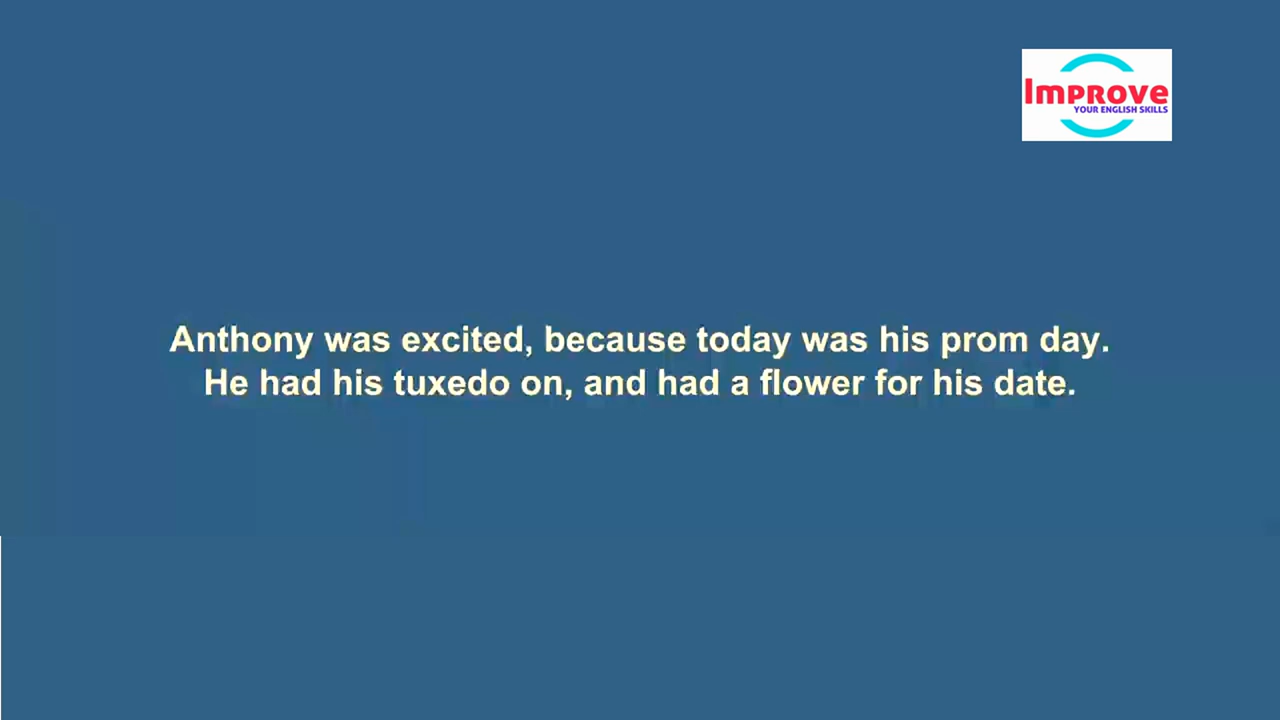 Improve
YOUR ENGLISH SKILLS
Anthony was excited, because today was his prom day.
He had his tuxedo on, and had a flower for his date.